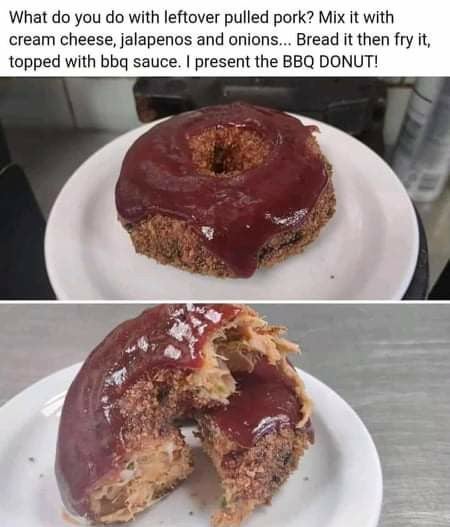 What do you do with leftover pulled pork? Mix it with
cream cheese, jalapenos and onions... Bread it then fry it,
topped with bbq sauce. I present the BBQ DONUT!